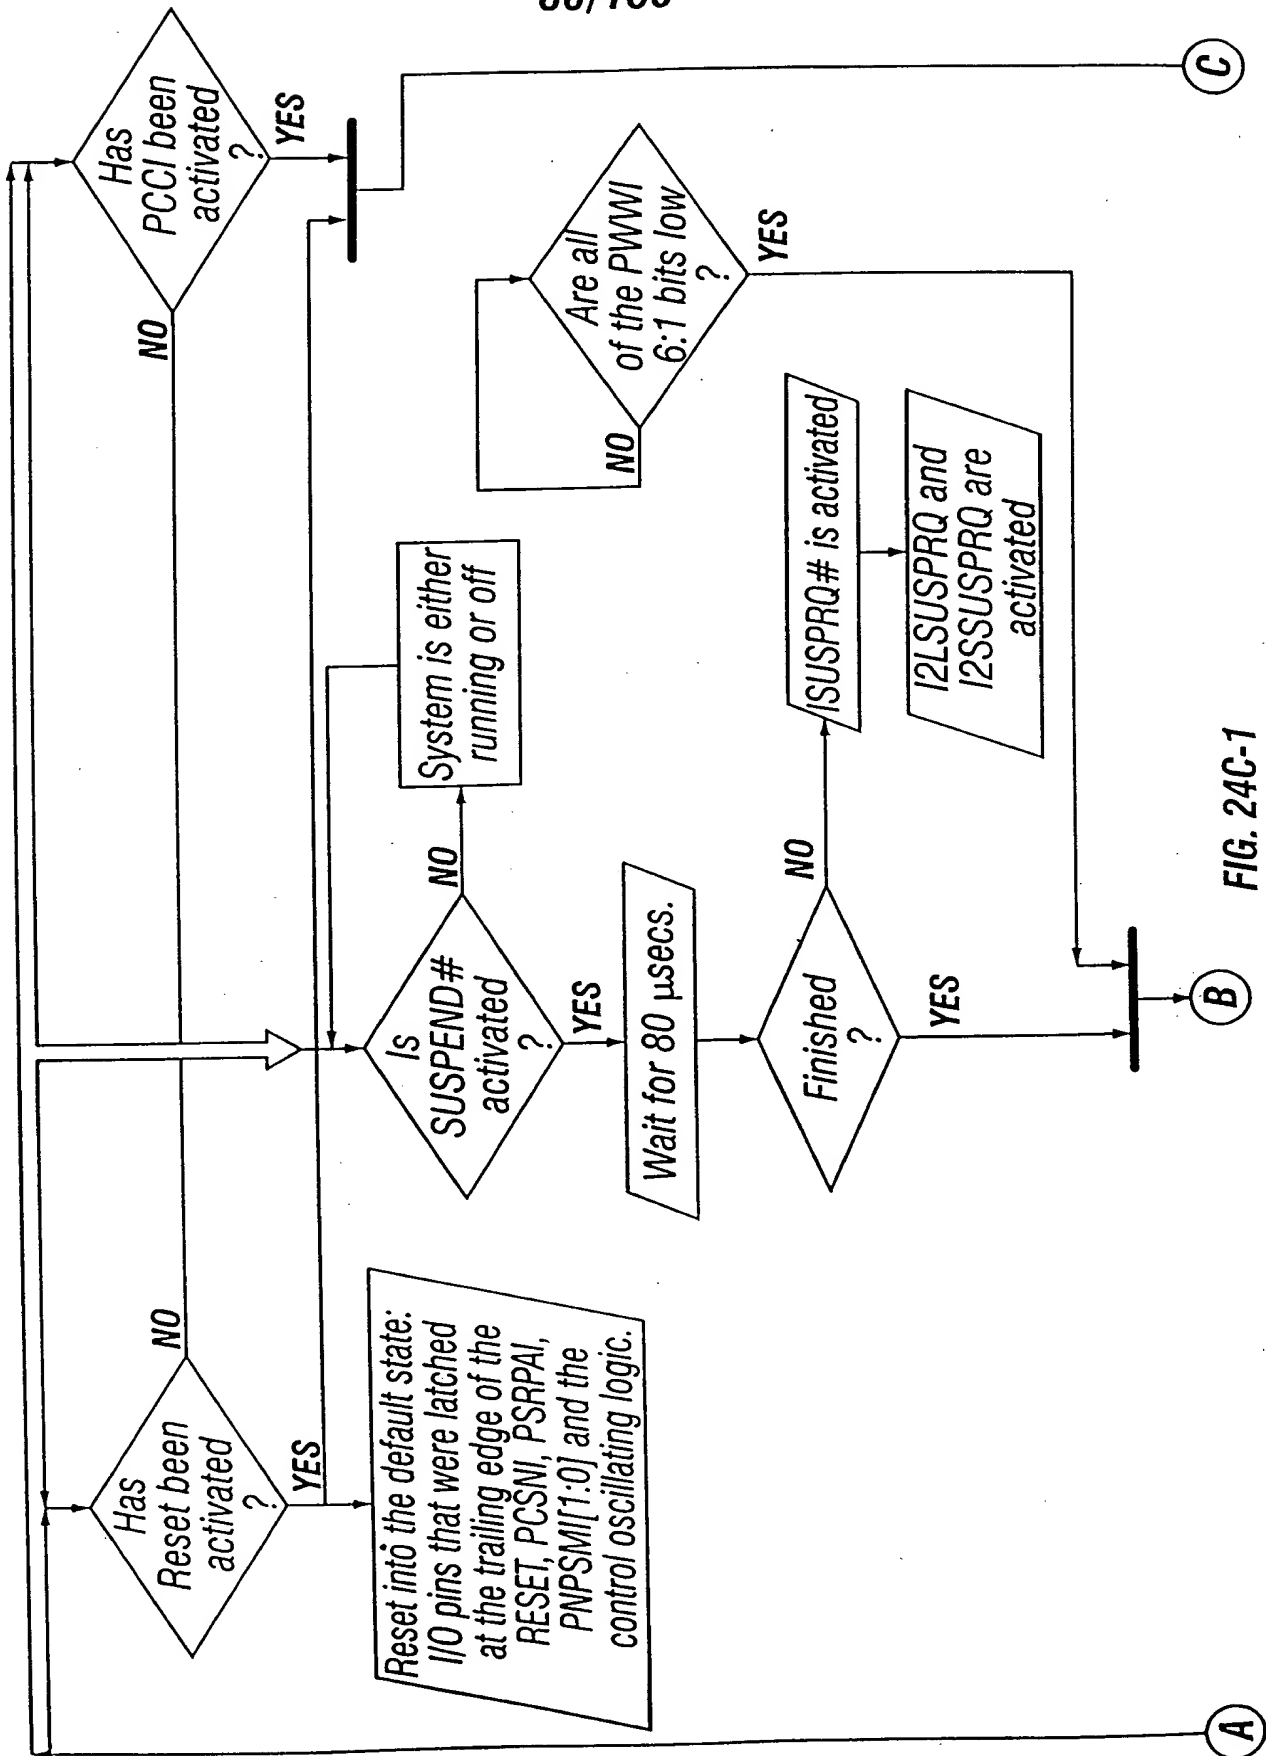 Has
Reset been
activated
?
NO
YES
Reset into the default state:
I/O pins that were latched
at the trailing edge of the
RESET, PCSNI, PSRPAI,
PNPSMI[1:0] and the
control oscillating logic.
Is
SUSPEND#
activated
?
NO
YES
System is either
running or off
Wait for 80 µsecs.
Finished
?
NO
YES
ISUSPRQ# is activated
I2LSUSPRQ and
I2SSUSPRQ are
activated
Has
PCCI been
activated
?
NO
YES
Are all
of the PWWI
6:1 bits low
?
NO
YES
A
B
C
FIG. 24C-1